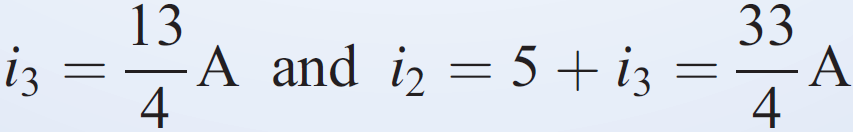 i₃ = 13/4 A and i₂ = 5 + i₃ = 33/4 A